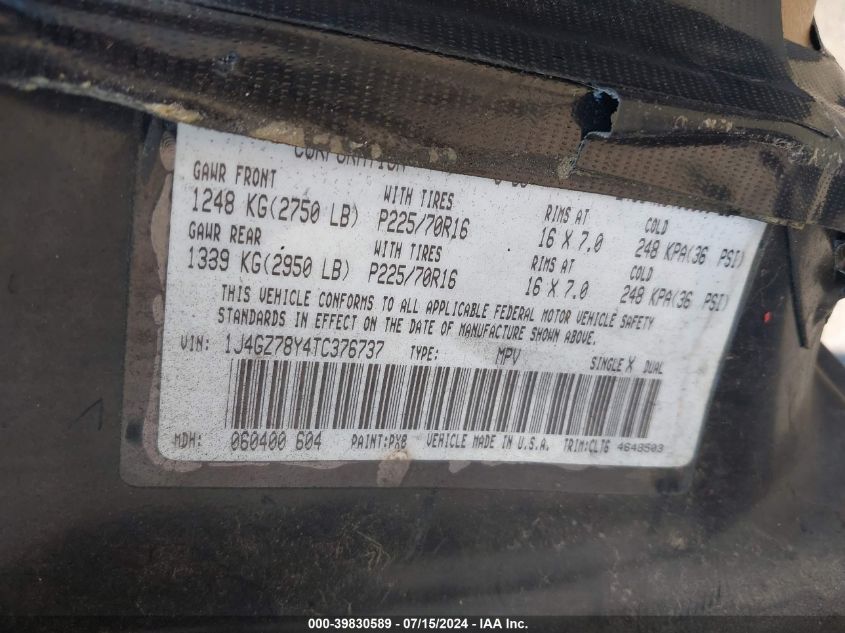 CORPORATION
GAWR FRONT WITH TIRES RIMS AT COLD
1248 KG(2750 LB) P225/70R16 16 X 7.0 248 KPA(36 PSI)
GAWR REAR WITH TIRES RIMS AT COLD
1339 KG(2950 LB) P225/70R16 16 X 7.0 248 KPA(36 PSI)
THIS VEHICLE CONFORMS TO ALL APPLICABLE FEDERAL MOTOR VEHICLE SAFETY
STANDARDS IN EFFECT ON THE DATE OF MANUFACTURE SHOWN ABOVE.
VIN: 1J4GZ78Y4TC376737 TYPE: MPV SINGLE X DUAL
MDH: 060400 604 PAINT:PX8 VEHICLE MADE IN U.S.A. TRIM:CLT6 4648503
000-39830589 - 07/15/2024 - IAAI.com